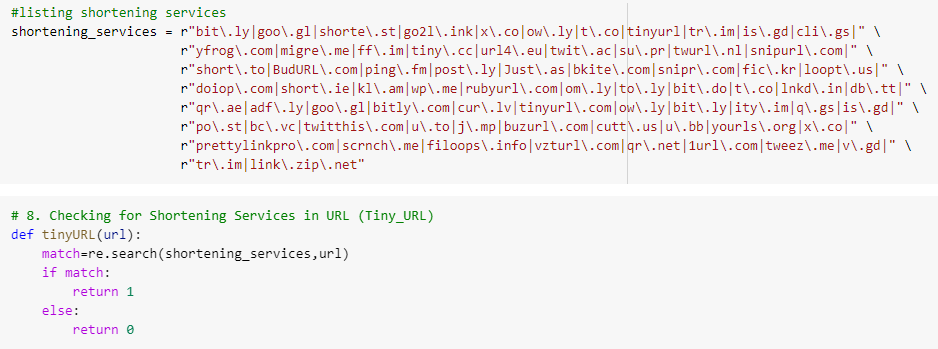 #listing shortening services
shortening_services = r"bit\.ly|goo\.gl|shorte\.st|go2l\.ink|x\.co|ow\.ly|t\.co|tinyurl|tr\.im|is\.gd|cli\.gs|" \
r"yfrog\.com|migre\.me|ff\.im|tiny\.cc|url4\.eu|twit\.ac|su\.pr|twurl\.nl|snipurl\.com|" \
r"short\.to|BudURL\.com|ping\.fm|post\.ly|Just\.as|bkite\.com|snipr\.com|fic\.kr|loopt\.us|" \
r"doiop\.com|short\.ie|kl\.am|wp\.me|rubyurl\.com|om\.ly|to\.ly|bit\.do|t\.co|lnkd\.in|db\.tt|" \
r"qr\.ae|adf\.ly|goo\.gl|bitly\.com|cur\.lv|tinyurl\.com|ow\.ly|bit\.ly|ity\.im|q\.gs|is\.gd|" \
r"po\.st|bc\.vc|twitthis\.com|u\.to|j\.mp|buzurl\.com|cutt\.us|u\.bb|yourls\.org|x\.co|" \
r"prettylinkpro\.com|scrnch\.me|filoops\.info|vzturl\.com|qr\.net|1url\.com|tweez\.me|v\.gd|" \
r"tr\.im|link\.zip\.net"
# 8. Checking for Shortening Services in URL (Tiny_URL)
def tinyURL(url):
match=re.search(shortening_services,url)
if match:
return 1
else:
return 0